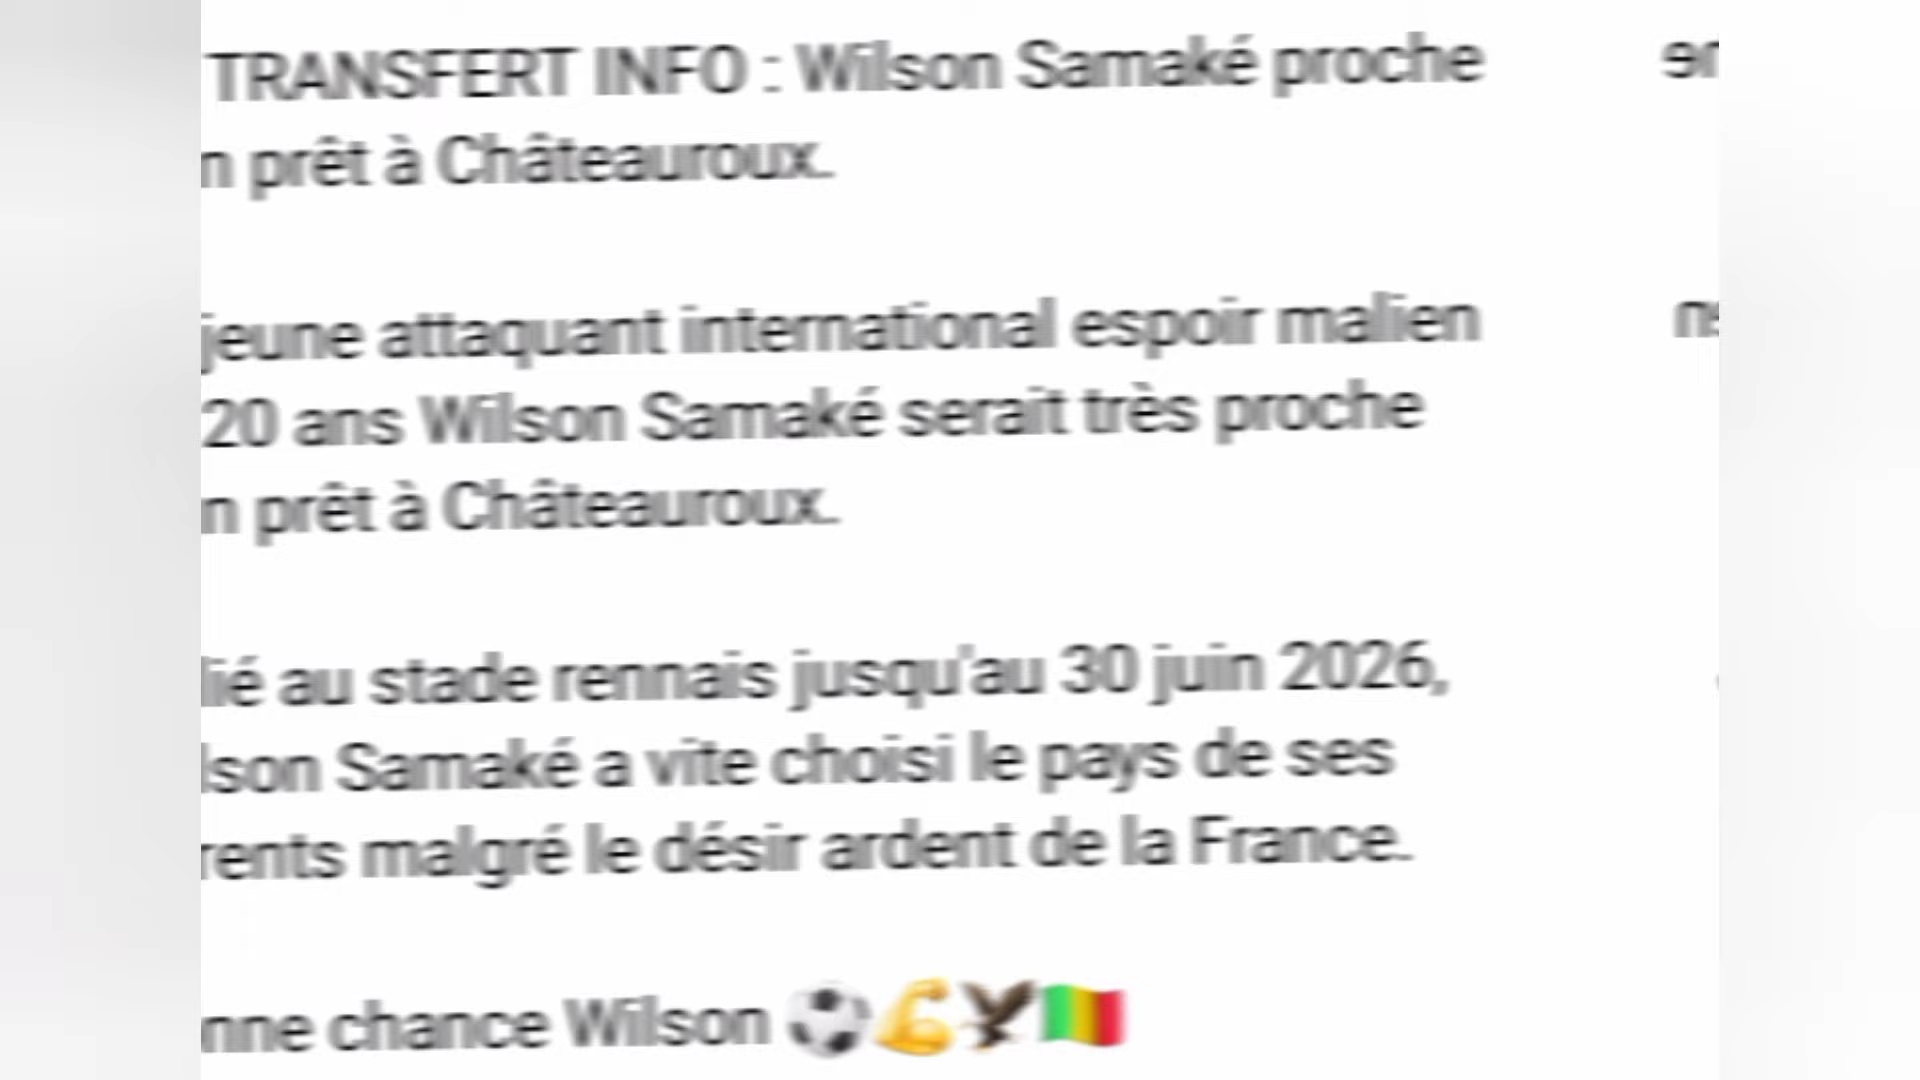 TRANSFERT INFO : Wilson Samaké proche
n prêt à Châteauroux.
jeune attaquant international espoir malien
20 ans Wilson Samaké serait très proche
n prêt à Châteauroux.
lié au stade rennais jusqu'au 30 juin 2026,
lson Samaké a vite choisi le pays de ses
rents malgré le désir ardent de la France.
nne chance Wilson ⚽💪🦅🇲🇱